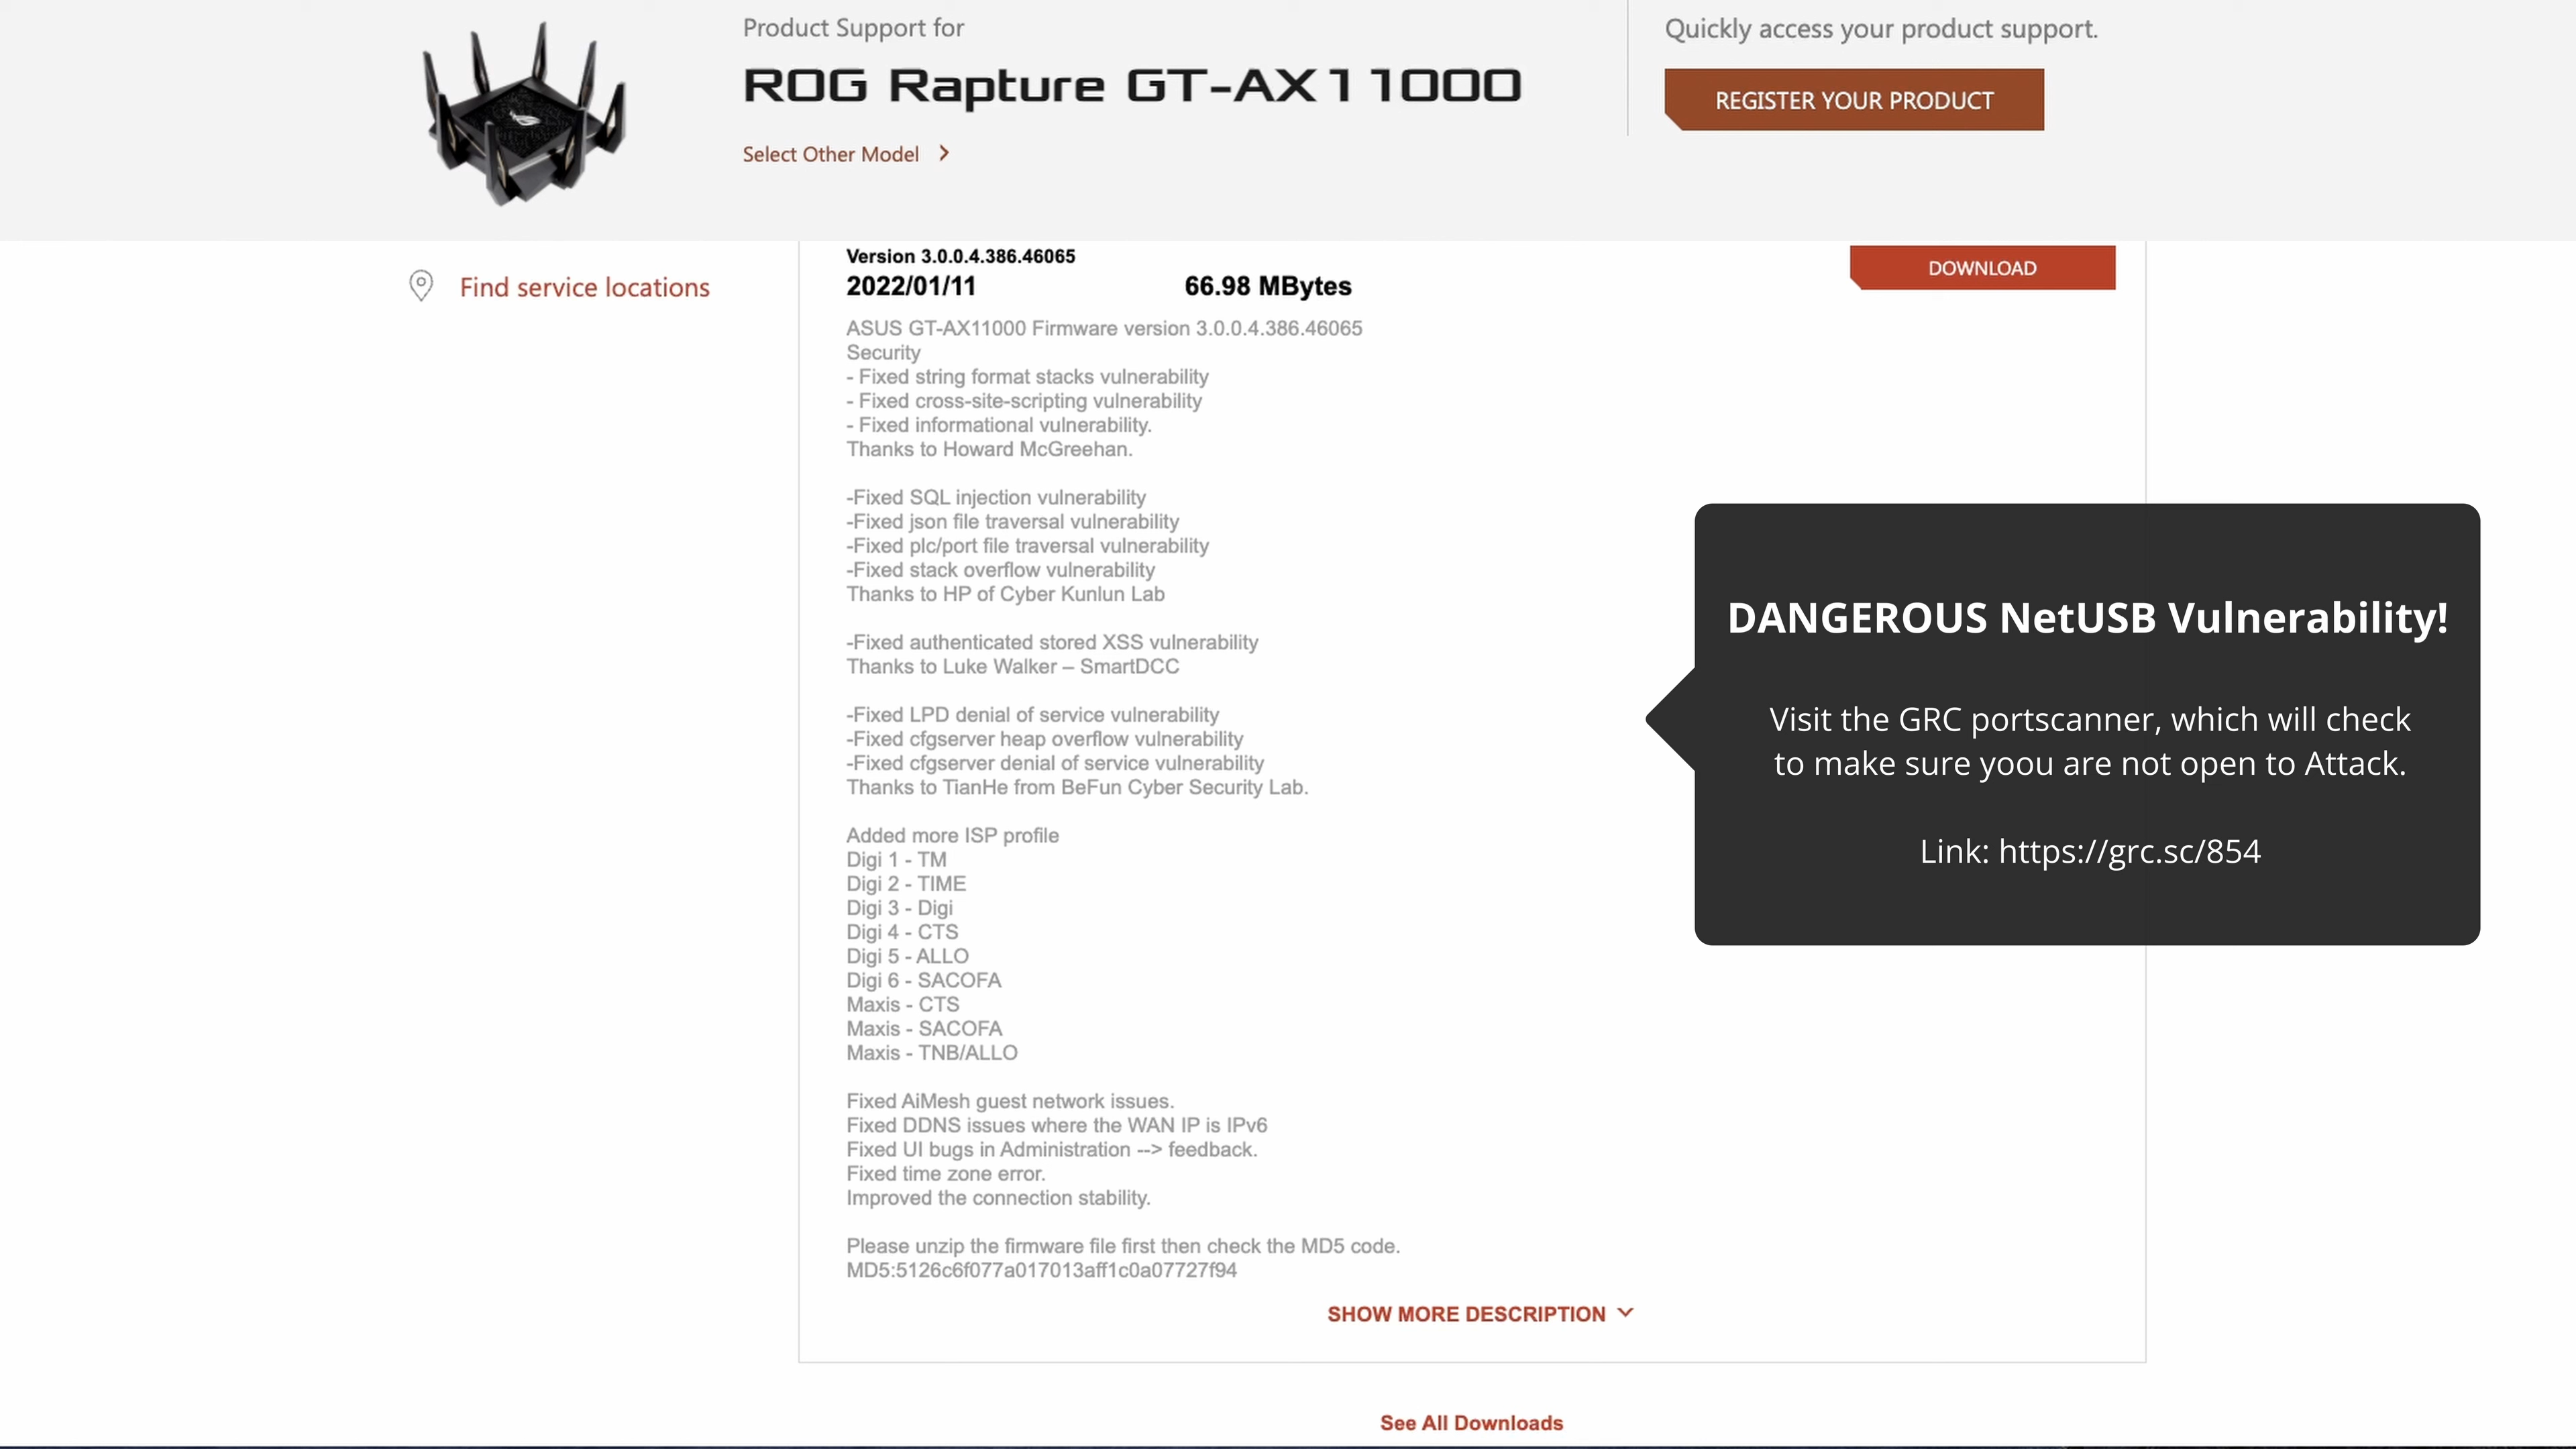 Product Support for
ROG Rapture GT-AX11000
Select Other Model
Quickly access your product support.
REGISTER YOUR PRODUCT
Find service locations
Version 3.0.0.4.386.46065
2022/01/11 66.98 MBytes
DOWNLOAD
ASUS GT-AX11000 Firmware version 3.0.0.4.386.46065
Security
- Fixed string format stacks vulnerability
- Fixed cross-site-scripting vulnerability
- Fixed informational vulnerability.
Thanks to Howard McGreehan.
-Fixed SQL injection vulnerability
-Fixed json file traversal vulnerability
-Fixed plc/port file traversal vulnerability
-Fixed stack overflow vulnerability
Thanks to HP of Cyber Kunlun Lab
-Fixed authenticated stored XSS vulnerability
Thanks to Luke Walker – SmartDCC
-Fixed LPD denial of service vulnerability
-Fixed cfgserver heap overflow vulnerability
-Fixed cfgserver denial of service vulnerability
Thanks to TianHe from BeFun Cyber Security Lab.
Added more ISP profile
Digi 1 - TM
Digi 2 - TIME
Digi 3 - Digi
Digi 4 - CTS
Digi 5 - ALLO
Digi 6 - SACOFA
Maxis - CTS
Maxis - SACOFA
Maxis - TNB/ALLO
Fixed AiMesh guest network issues.
Fixed DDNS issues where the WAN IP is IPv6
Fixed UI bugs in Administration --> feedback.
Fixed time zone error.
Improved the connection stability.
Please unzip the firmware file first then check the MD5 code.
MD5:5126c6f077a017013aff1c0a07727f94
SHOW MORE DESCRIPTION
See All Downloads
DANGEROUS NetUSB Vulnerability!
Visit the GRC portscanner, which will check
to make sure yoou are not open to Attack.
Link: https://grc.sc/854